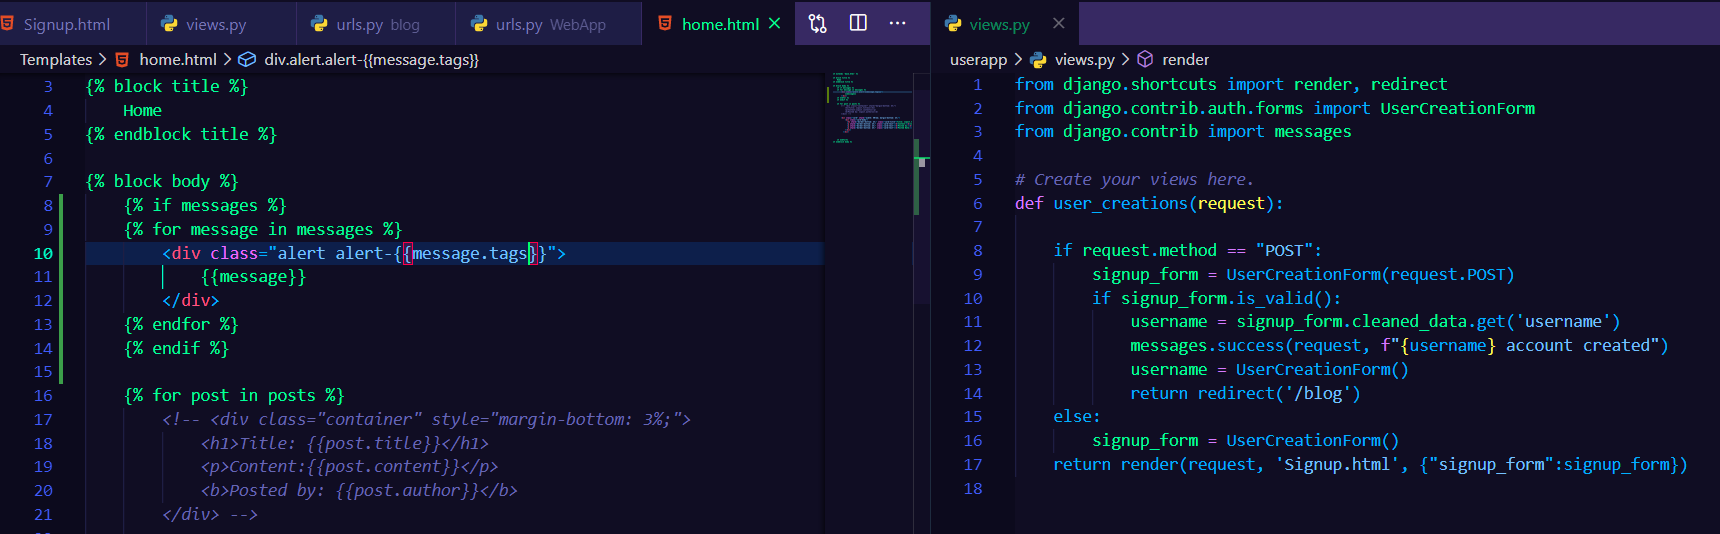 Signup.html views.py urls.py blog urls.py WebApp home.html
Templates > home.html > div.alert.alert-{{message.tags}}
3 {% block title %}
4 Home
5 {% endblock title %}
6
7 {% block body %}
8 {% if messages %}
9 {% for message in messages %}
10 <div class="alert alert-{{message.tags}}">
11 {{message}}
12 </div>
13 {% endfor %}
14 {% endif %}
15
16 {% for post in posts %}
17 <!-- <div class="container" style="margin-bottom: 3%;">
18 <h1>Title: {{post.title}}</h1>
19 <p>Content:{{post.content}}</p>
20 <b>Posted by: {{post.author}}</b>
21 </div> -->
views.py
userapp > views.py > render
1 from django.shortcuts import render, redirect
2 from django.contrib.auth.forms import UserCreationForm
3 from django.contrib import messages
4
5 # Create your views here.
6 def user_creations(request):
7
8 if request.method == "POST":
9 signup_form = UserCreationForm(request.POST)
10 if signup_form.is_valid():
11 username = signup_form.cleaned_data.get('username')
12 messages.success(request, f"{username} account created")
13 username = UserCreationForm()
14 return redirect('/blog')
15 else:
16 signup_form = UserCreationForm()
17 return render(request, 'Signup.html', {"signup_form":signup_form})
18